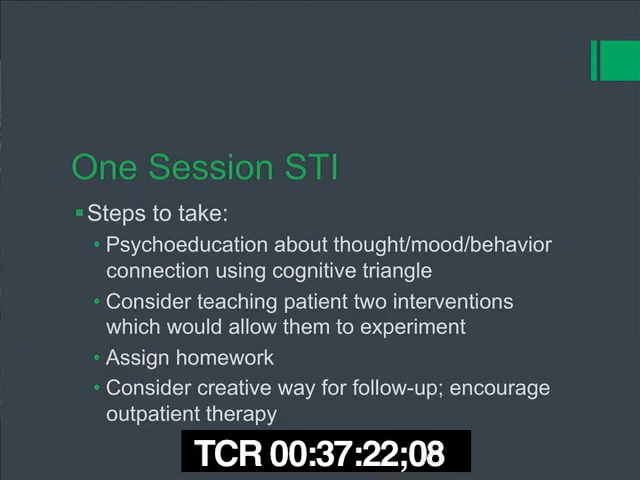 One Session STI
Steps to take:
Psychoeducation about thought/mood/behavior
connection using cognitive triangle
Consider teaching patient two interventions
which would allow them to experiment
Assign homework
Consider creative way for follow-up; encourage
outpatient therapy
TCR 00:37:22;08